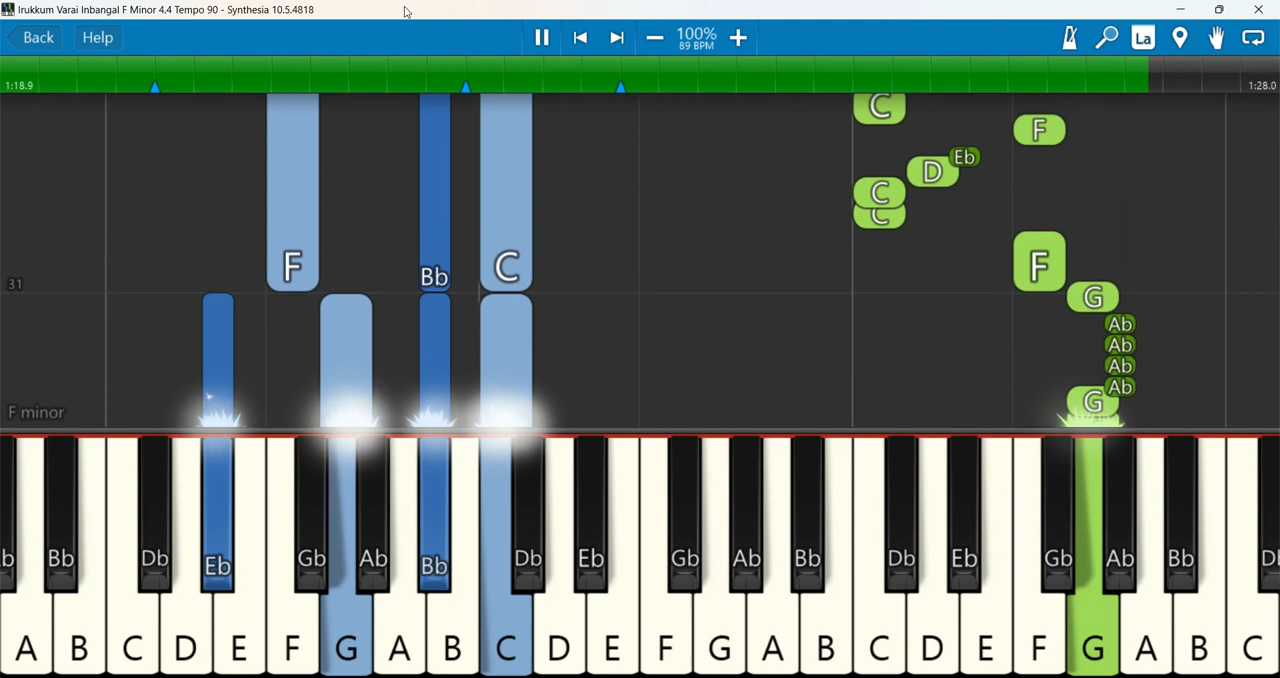 Irukkum Varai Inbangal F Minor 4.4 Tempo 90 - Synthesia 10.5.4818
Back Help 100% La
89 BPM
1:18.9 1:28.0
C
F
Eb
D
C
C
F Bb C F
31
G
Ab
Ab
Ab
Ab
F minor G
b Bb Db Eb Gb Ab Bb Db Eb Gb Ab Bb Db Eb Gb Ab Bb D
A B C D E F G A B C D E F G A B C D E F G A B C